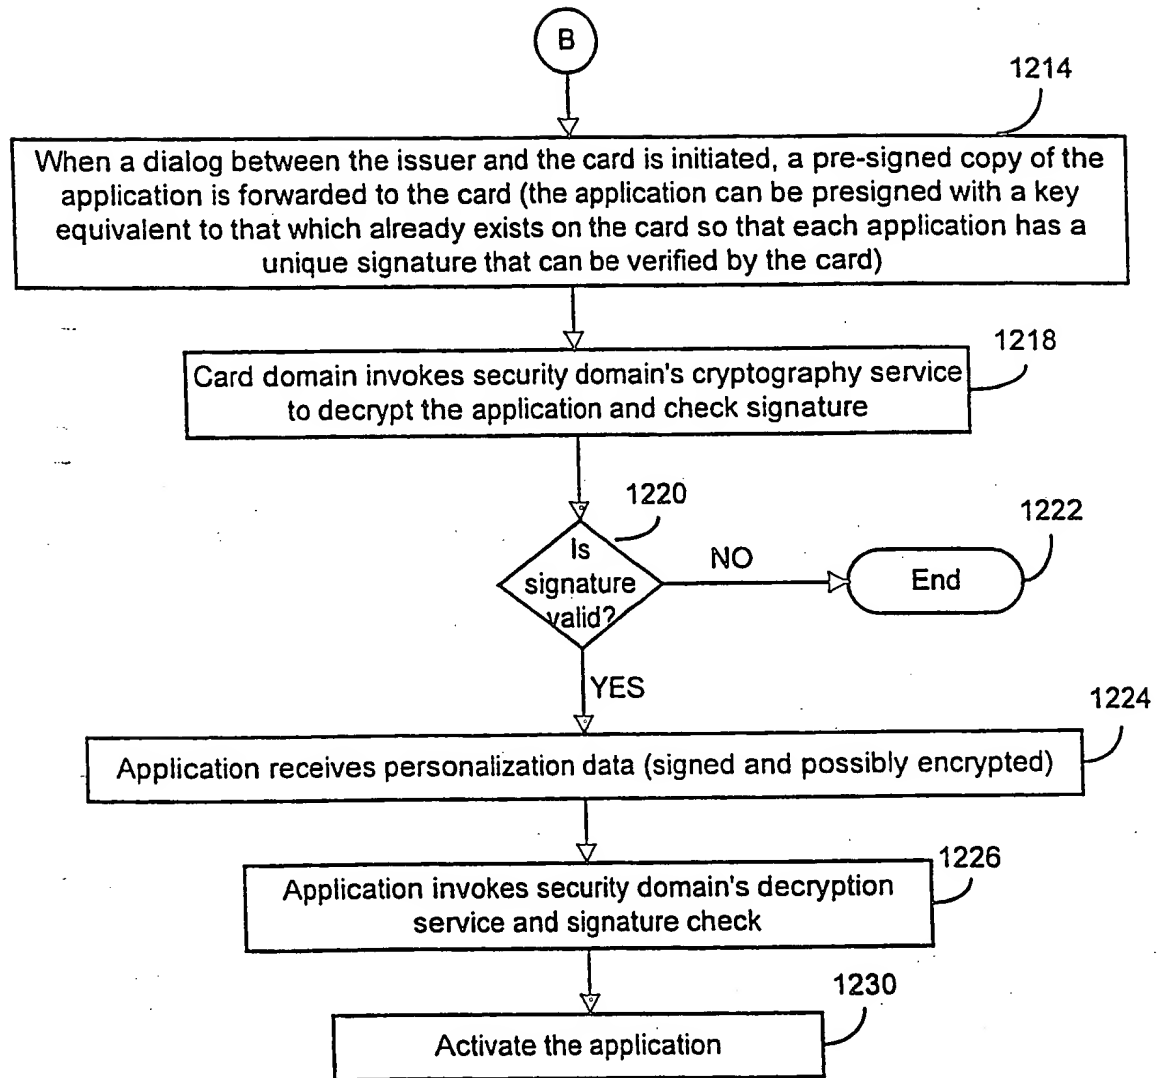 B
1214
When a dialog between the issuer and the card is initiated, a pre-signed copy of the
application is forwarded to the card (the application can be presigned with a key
equivalent to that which already exists on the card so that each application has a
unique signature that can be verified by the card)
1218
Card domain invokes security domain's cryptography service
to decrypt the application and check signature
1220
Is
signature
valid?
NO
1222
End
YES
1224
Application receives personalization data (signed and possibly encrypted)
1226
Application invokes security domain's decryption
service and signature check
1230
Activate the application